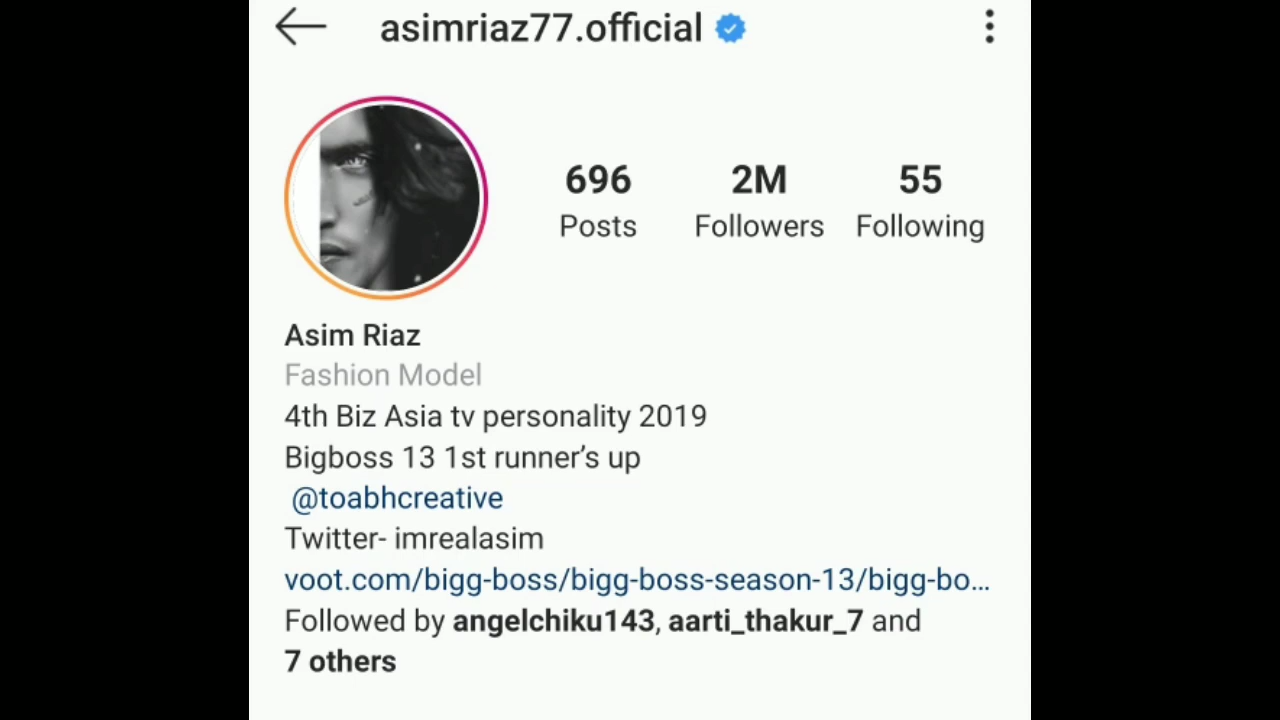 asimriaz77.official
696 2M 55
Posts Followers Following
Asim Riaz
Fashion Model
4th Biz Asia tv personality 2019
Bigboss 13 1st runner’s up
@toabhcreative
Twitter- imrealasim
voot.com/bigg-boss/bigg-boss-season-13/bigg-bo...
Followed by angelchiku143, aarti_thakur_7 and
7 others